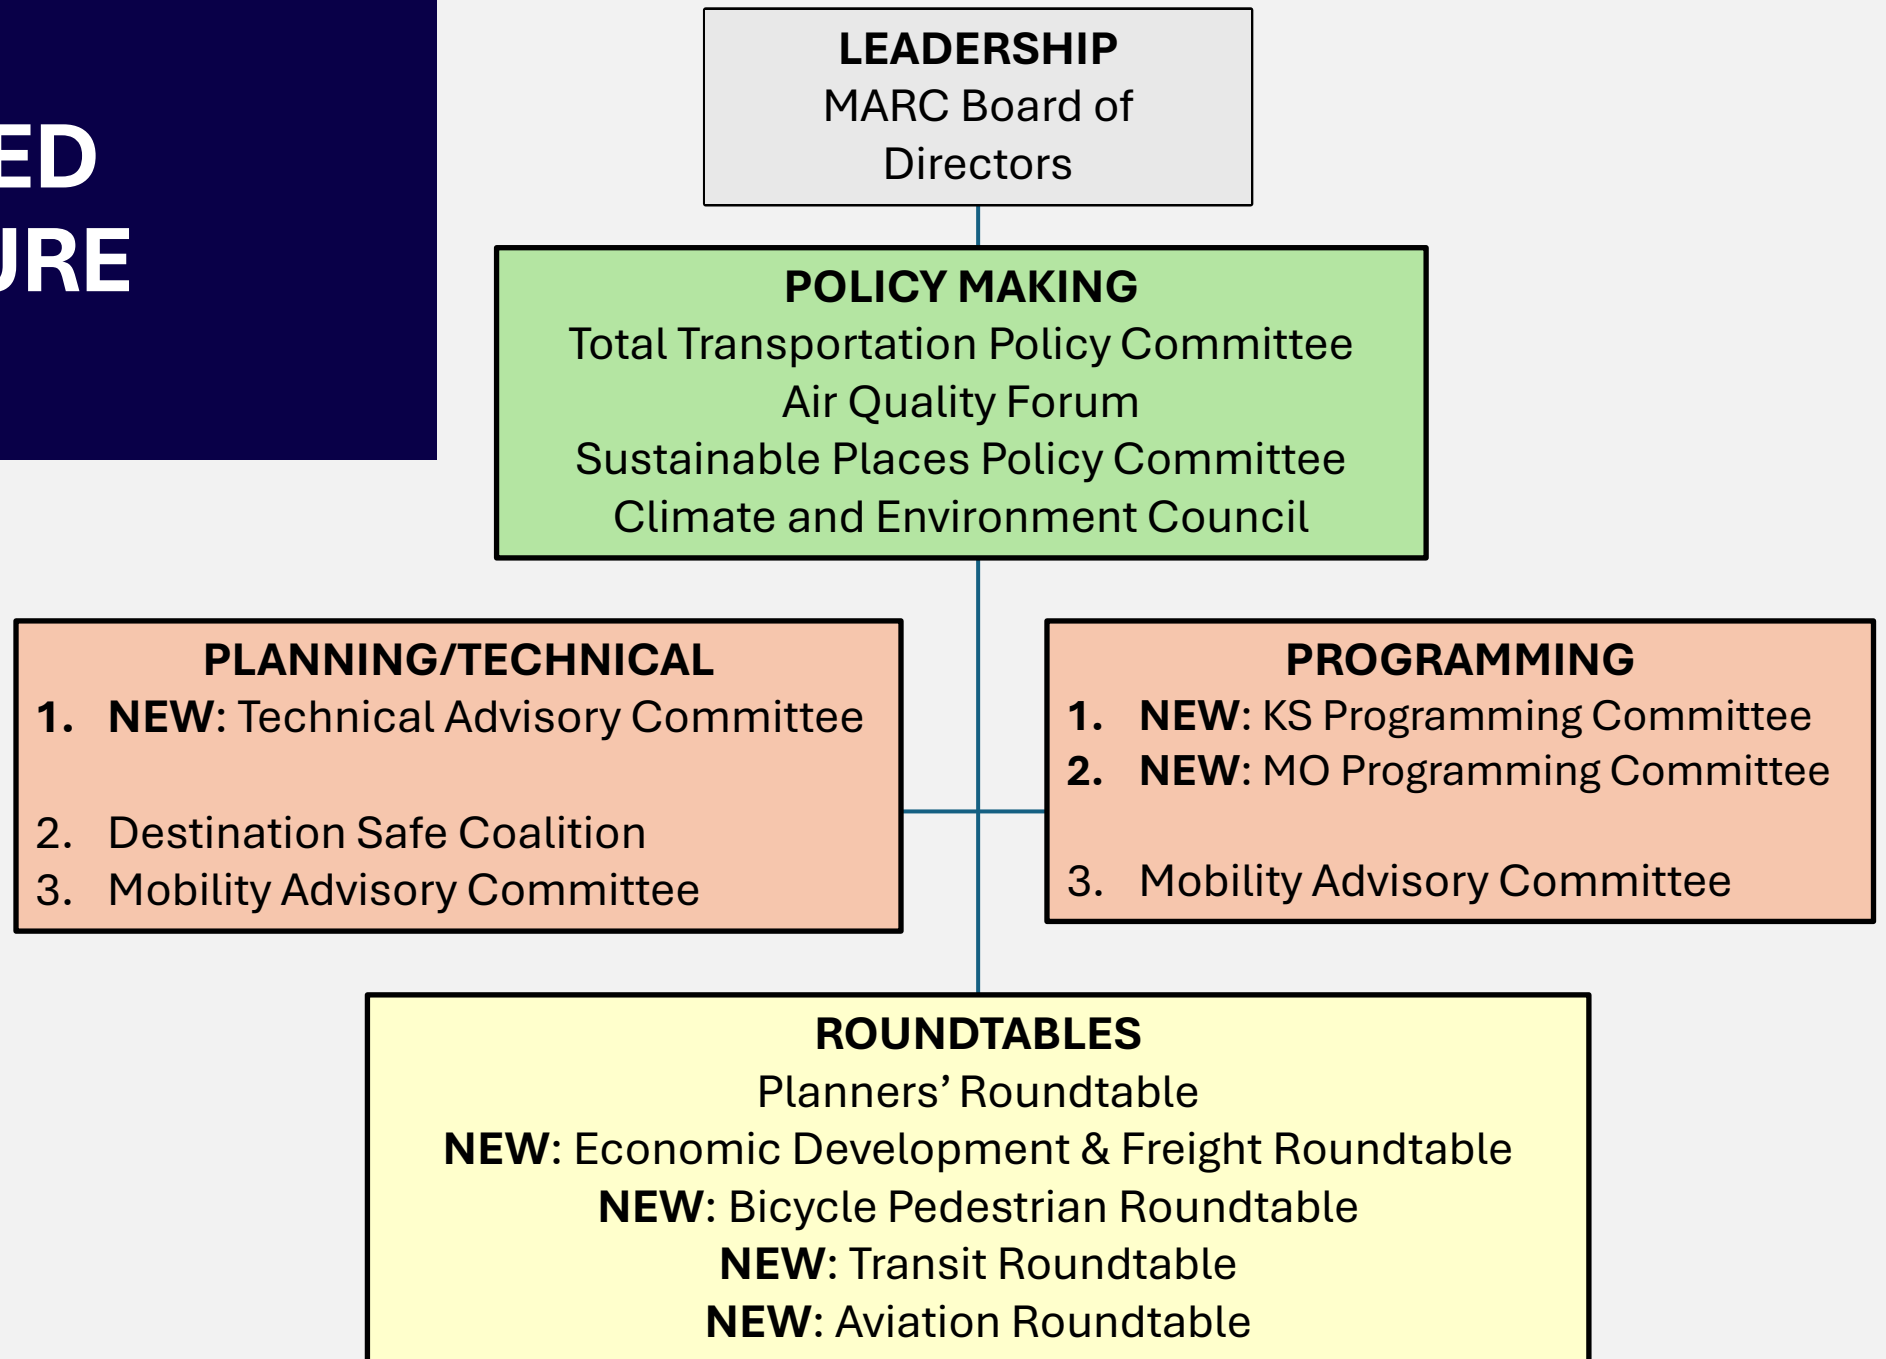 ED
URE
LEADERSHIP
MARC Board of
Directors
POLICY MAKING
Total Transportation Policy Committee
Air Quality Forum
Sustainable Places Policy Committee
Climate and Environment Council
PLANNING/TECHNICAL
1. NEW: Technical Advisory Committee
2. Destination Safe Coalition
3. Mobility Advisory Committee
PROGRAMMING
1. NEW: KS Programming Committee
2. NEW: MO Programming Committee
3. Mobility Advisory Committee
ROUNDTABLES
Planners’ Roundtable
NEW: Economic Development & Freight Roundtable
NEW: Bicycle Pedestrian Roundtable
NEW: Transit Roundtable
NEW: Aviation Roundtable